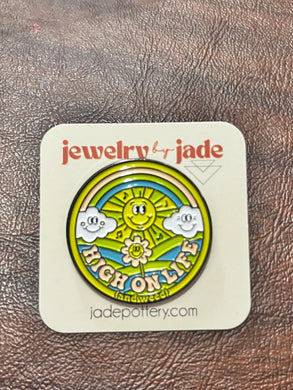 jewelry by jade
HIGH ON LIFE
(and weed)
jadepottery.com